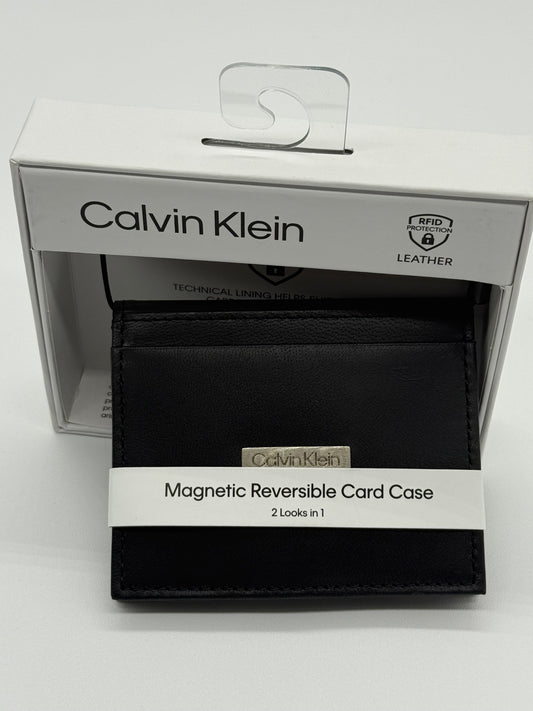 Calvin Klein
RFID
PROTECTION
LEATHER
TECHNICAL LINING HELPS
Calvin Klein
Magnetic Reversible Card Case
2 Looks in 1